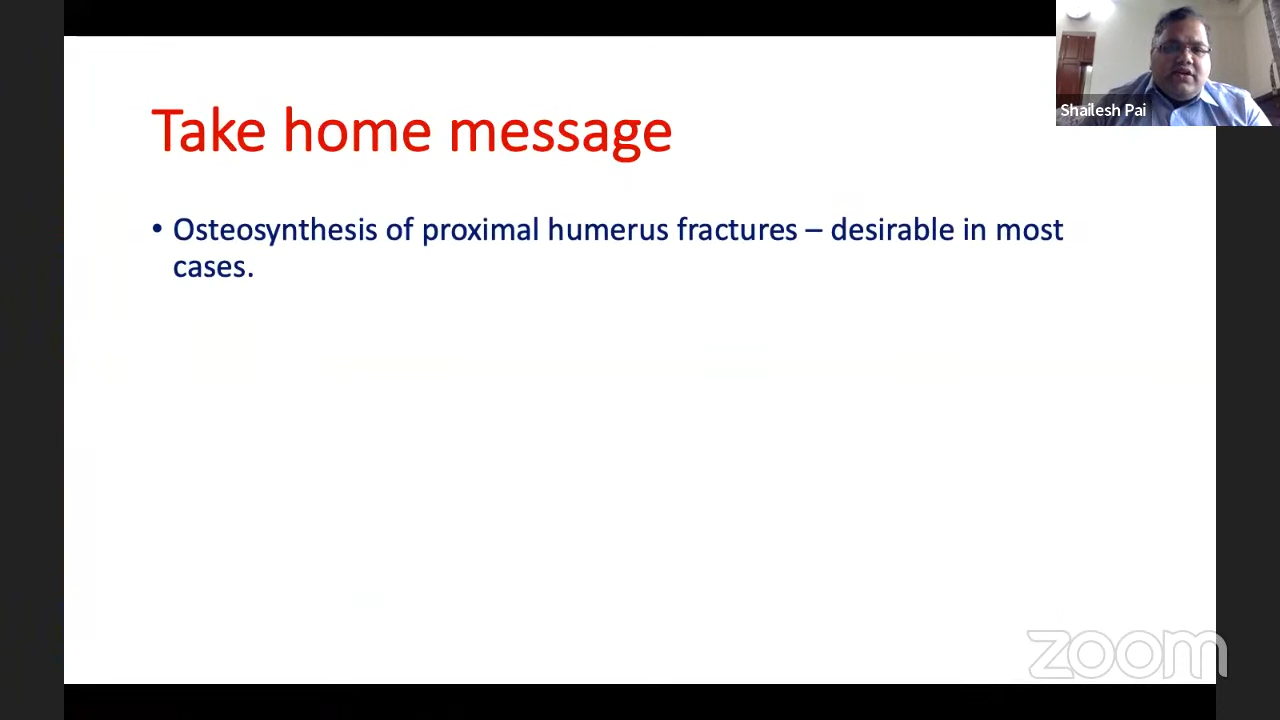 Shailesh Pai
Take home message
• Osteosynthesis of proximal humerus fractures – desirable in most
cases.
zoom